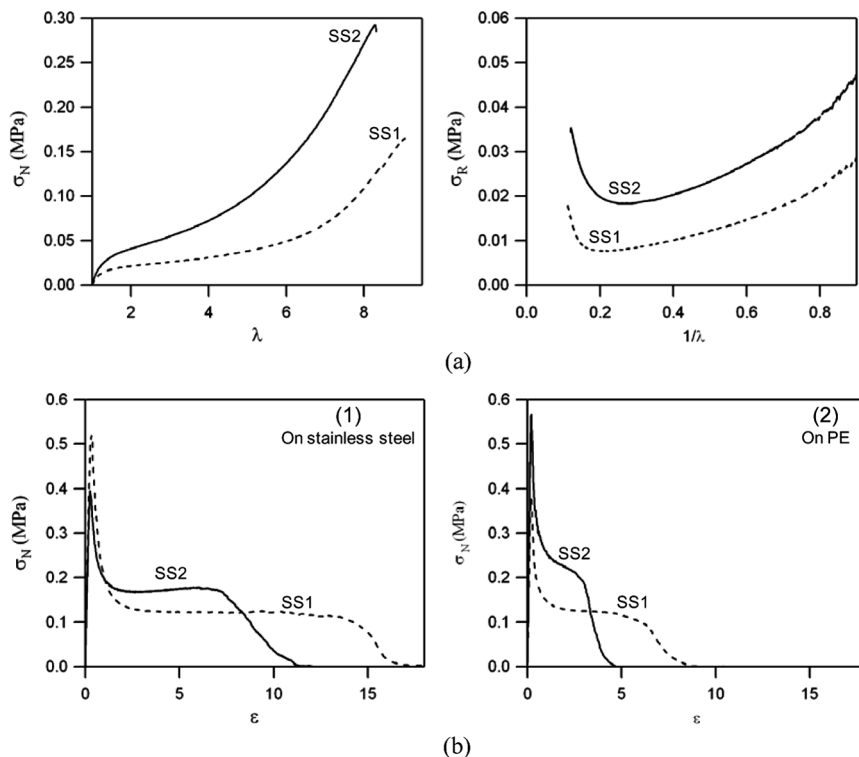 0.30
0.25
0.20
0.15
0.10
0.05
0.00
σN (MPa)
SS2
SS1
2 4 6 8
λ
0.06
0.05
0.04
0.03
0.02
0.01
0.00
σR (MPa)
SS2
SS1
0.0 0.2 0.4 0.6 0.8
1/λ
(a)
0.6
0.5
0.4
0.3
0.2
0.1
0.0
σN (MPa)
(1)
On stainless steel
SS2
SS1
0 5 10 15
ε
0.6
0.5
0.4
0.3
0.2
0.1
0.0
σN (MPa)
(2)
On PE
SS2
SS1
0 5 10 15
ε
(b)